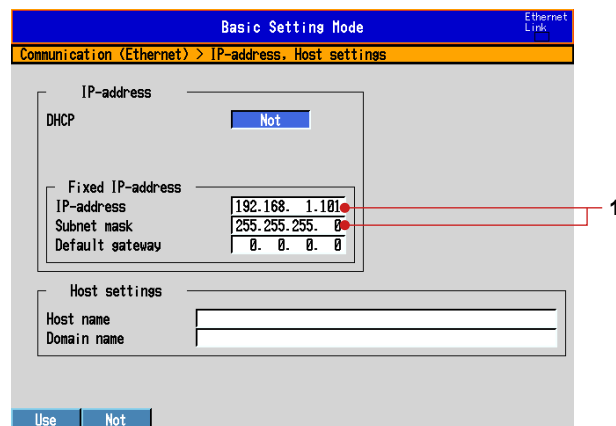 Basic Setting Mode
Ethernet
Link
Communication (Ethernet) > IP-address, Host settings
IP-address
DHCP Not
Fixed IP-address
IP-address 192.168. 1.101
Subnet mask 255.255.255. 0
Default gateway 0. 0. 0. 0
1
Host settings
Host name
Domain name
Use Not